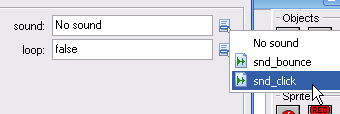 sound: No sound
loop: false
No sound
snd_bounce
snd_click
Objects
Sprite